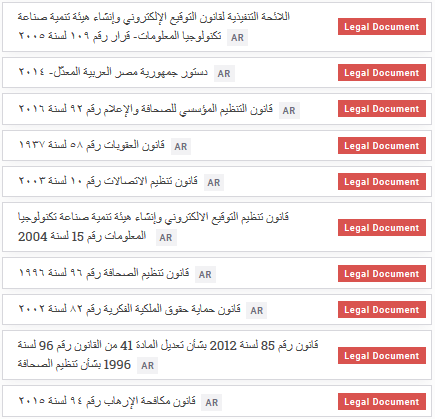 اللائحة التنفيذية لقانون التوقيع الإلكتروني وإنشاء هيئة تنمية صناعة
تكنولوجيا المعلومات- قرار رقم ١٠٩ لسنة ٢٠٠٥ AR
Legal Document
دستور جمهورية مصر العربية المعدّل- ٢٠١٤ AR
Legal Document
قانون التنظيم المؤسسي للصحافة والإعلام رقم ٩٢ لسنة ٢٠١٦ AR
Legal Document
قانون العقوبات رقم ٥٨ لسنة ١٩٣٧ AR
Legal Document
قانون تنظيم الاتصالات رقم ١٠ لسنة ٢٠٠٣ AR
Legal Document
قانون تنظيم التوقيع الالكتروني وإنشاء هيئة تنمية صناعة تكنولوجيا
المعلومات رقم 15 لسنة 2004 AR
Legal Document
قانون تنظيم الصحافة رقم ٩٦ لسنة ١٩٩٦ AR
Legal Document
قانون حماية حقوق الملكية الفكرية رقم ٨٢ لسنة ٢٠٠٢ AR
Legal Document
قانون رقم 85 لسنة 2012 بشأن تعديل المادة 41 من القانون رقم 96 لسنة
1996 بشأن تنظيم الصحافة AR
Legal Document
قانون مكافحة الإرهاب رقم ٩٤ لسنة ٢٠١٥ AR
Legal Document